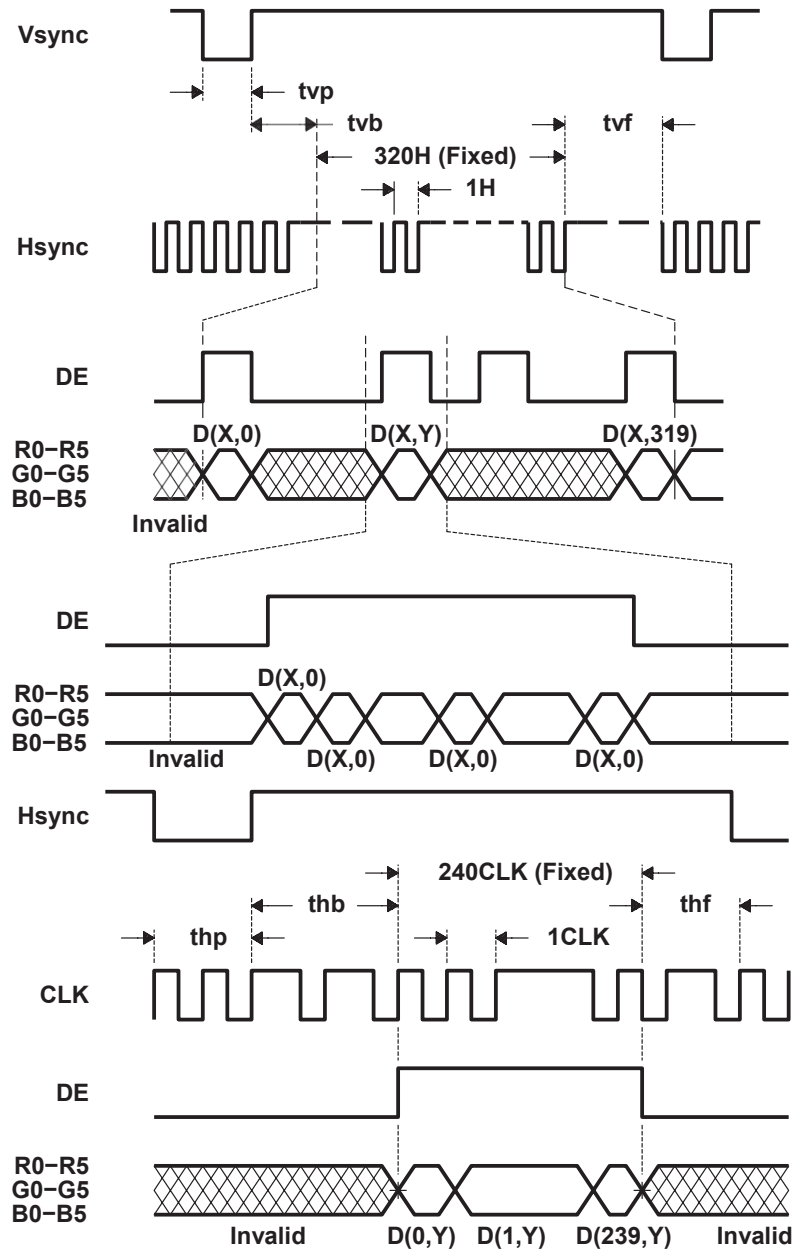 Vsync
tvp
tvb
tvf
320H (Fixed)
1H
Hsync
DE
D(X,0)
D(X,Y)
D(X,319)
R0−R5
G0−G5
B0−B5
Invalid
DE
D(X,0)
R0−R5
G0−G5
B0−B5
Invalid
D(X,0)
D(X,0)
D(X,0)
Hsync
240CLK (Fixed)
thb
thf
thp
1CLK
CLK
DE
R0−R5
G0−G5
B0−B5
Invalid
D(0,Y)
D(1,Y)
D(239,Y)
Invalid